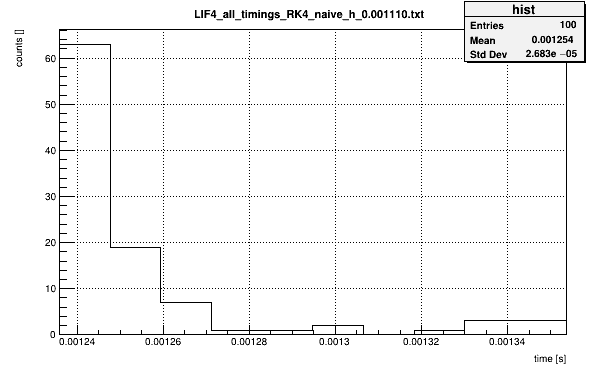 LIF4_all_timings_RK4_naive_h_0.001110.txt
hist
Entries 100
Mean 0.001254
Std Dev 2.683e −05
counts []
60
50
40
30
20
10
0
0.00124 0.00126 0.00128 0.0013 0.00132 0.00134
time [s]